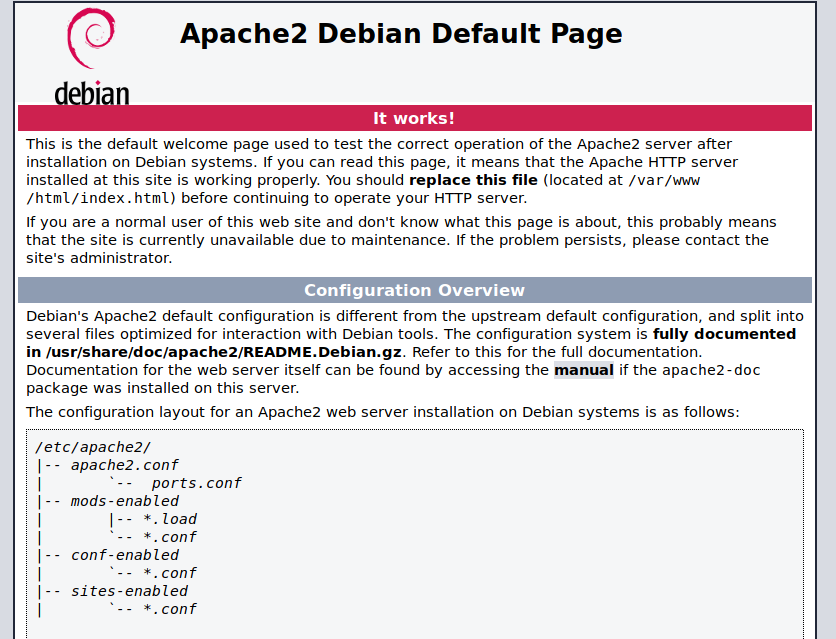 debian
Apache2 Debian Default Page
It works!
This is the default welcome page used to test the correct operation of the Apache2 server after
installation on Debian systems. If you can read this page, it means that the Apache HTTP server
installed at this site is working properly. You should replace this file (located at /var/www
/html/index.html) before continuing to operate your HTTP server.
If you are a normal user of this web site and don't know what this page is about, this probably means
that the site is currently unavailable due to maintenance. If the problem persists, please contact the
site's administrator.
Configuration Overview
Debian's Apache2 default configuration is different from the upstream default configuration, and split into
several files optimized for interaction with Debian tools. The configuration system is fully documented
in /usr/share/doc/apache2/README.Debian.gz. Refer to this for the full documentation.
Documentation for the web server itself can be found by accessing the manual if the apache2-doc
package was installed on this server.
The configuration layout for an Apache2 web server installation on Debian systems is as follows:
/etc/apache2/
|-- apache2.conf
|       `--  ports.conf
|-- mods-enabled
|       |-- *.load
|       `-- *.conf
|-- conf-enabled
|       `-- *.conf
|-- sites-enabled
|       `-- *.conf